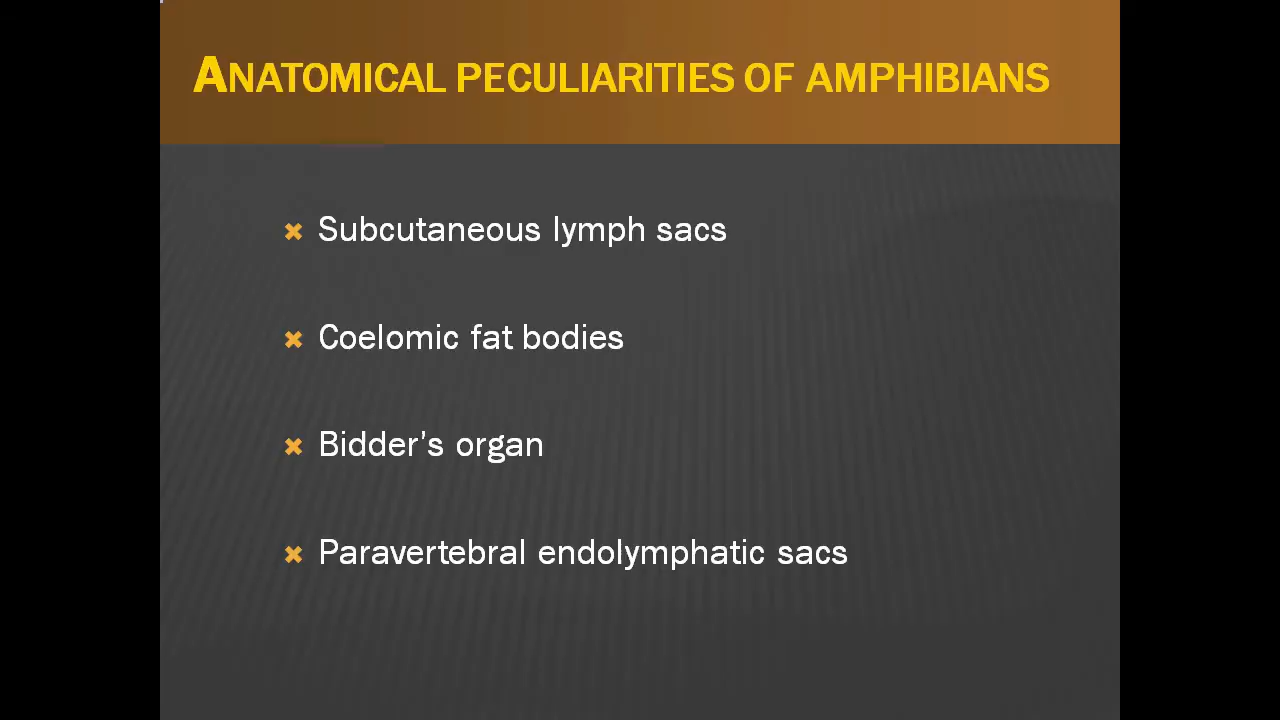 ANATOMICAL PECULIARITIES OF AMPHIBIANS
Subcutaneous lymph sacs
Coelomic fat bodies
Bidder's organ
Paravertebral endolymphatic sacs